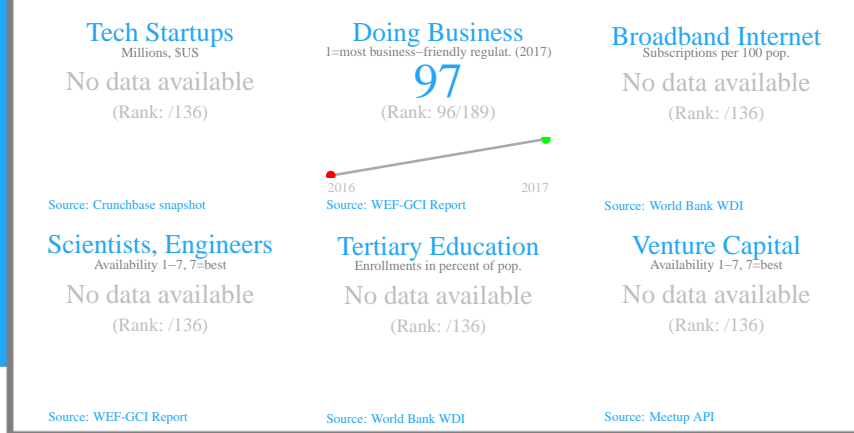 Tech Startups
Millions, $US
No data available
(Rank: /136)
Source: Crunchbase snapshot
Doing Business
1=most business−friendly regulat. (2017)
97
(Rank: 96/189)
2016 2017
Source: WEF-GCI Report
Broadband Internet
Subscriptions per 100 pop.
No data available
(Rank: /136)
Source: World Bank WDI
Scientists, Engineers
Availability 1−7, 7=best
No data available
(Rank: /136)
Source: WEF-GCI Report
Tertiary Education
Enrollments in percent of pop.
No data available
(Rank: /136)
Source: World Bank WDI
Venture Capital
Availability 1−7, 7=best
No data available
(Rank: /136)
Source: Meetup API